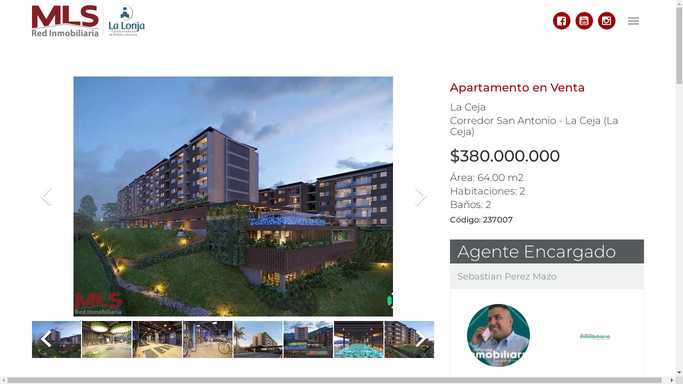 MLS
Red Inmobiliaria
La Lonja
Apartamento en Venta
La Ceja
Corredor San Antonio - La Ceja (La
Ceja)
$380.000.000
Área: 64.00 m2
Habitaciones: 2
Baños: 2
Código: 237007
Agente Encargado
Sebastian Perez Mazo
MLS
Red Inmobiliaria